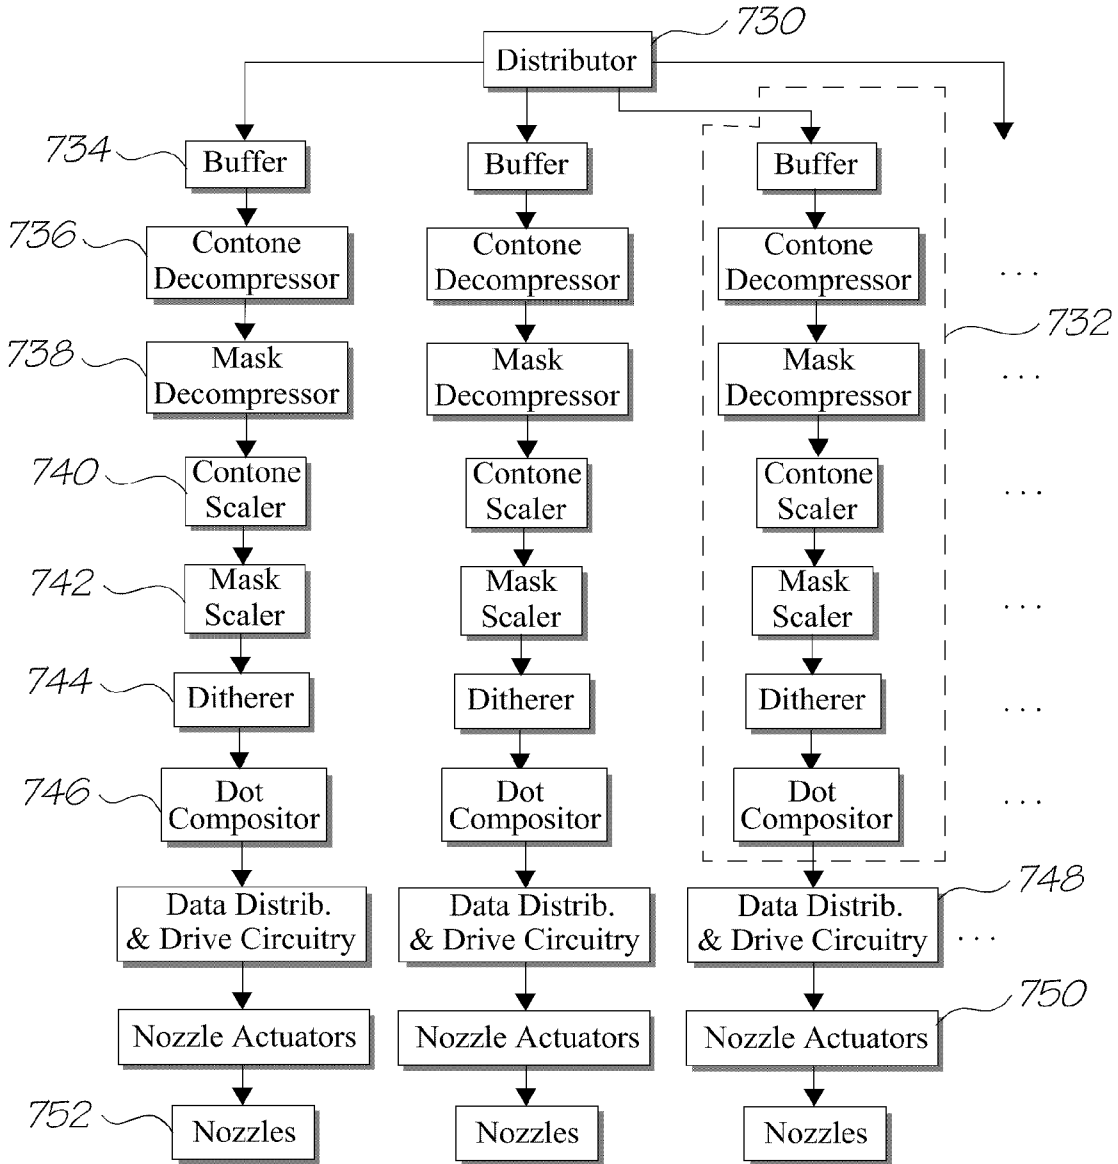 730
Distributor
734
Buffer
Buffer
Buffer
736
Contone
Decompressor
Contone
Decompressor
Contone
Decompressor
. . .
732
738
Mask
Decompressor
Mask
Decompressor
Mask
Decompressor
. . .
740
Contone
Scaler
Contone
Scaler
Contone
Scaler
. . .
742
Mask
Scaler
Mask
Scaler
Mask
Scaler
. . .
744
Ditherer
Ditherer
Ditherer
. . .
746
Dot
Compositor
Dot
Compositor
Dot
Compositor
. . .
748
Data Distrib.
& Drive Circuitry
Data Distrib.
& Drive Circuitry
Data Distrib.
& Drive Circuitry
. . .
750
Nozzle Actuators
Nozzle Actuators
Nozzle Actuators
752
Nozzles
Nozzles
Nozzles